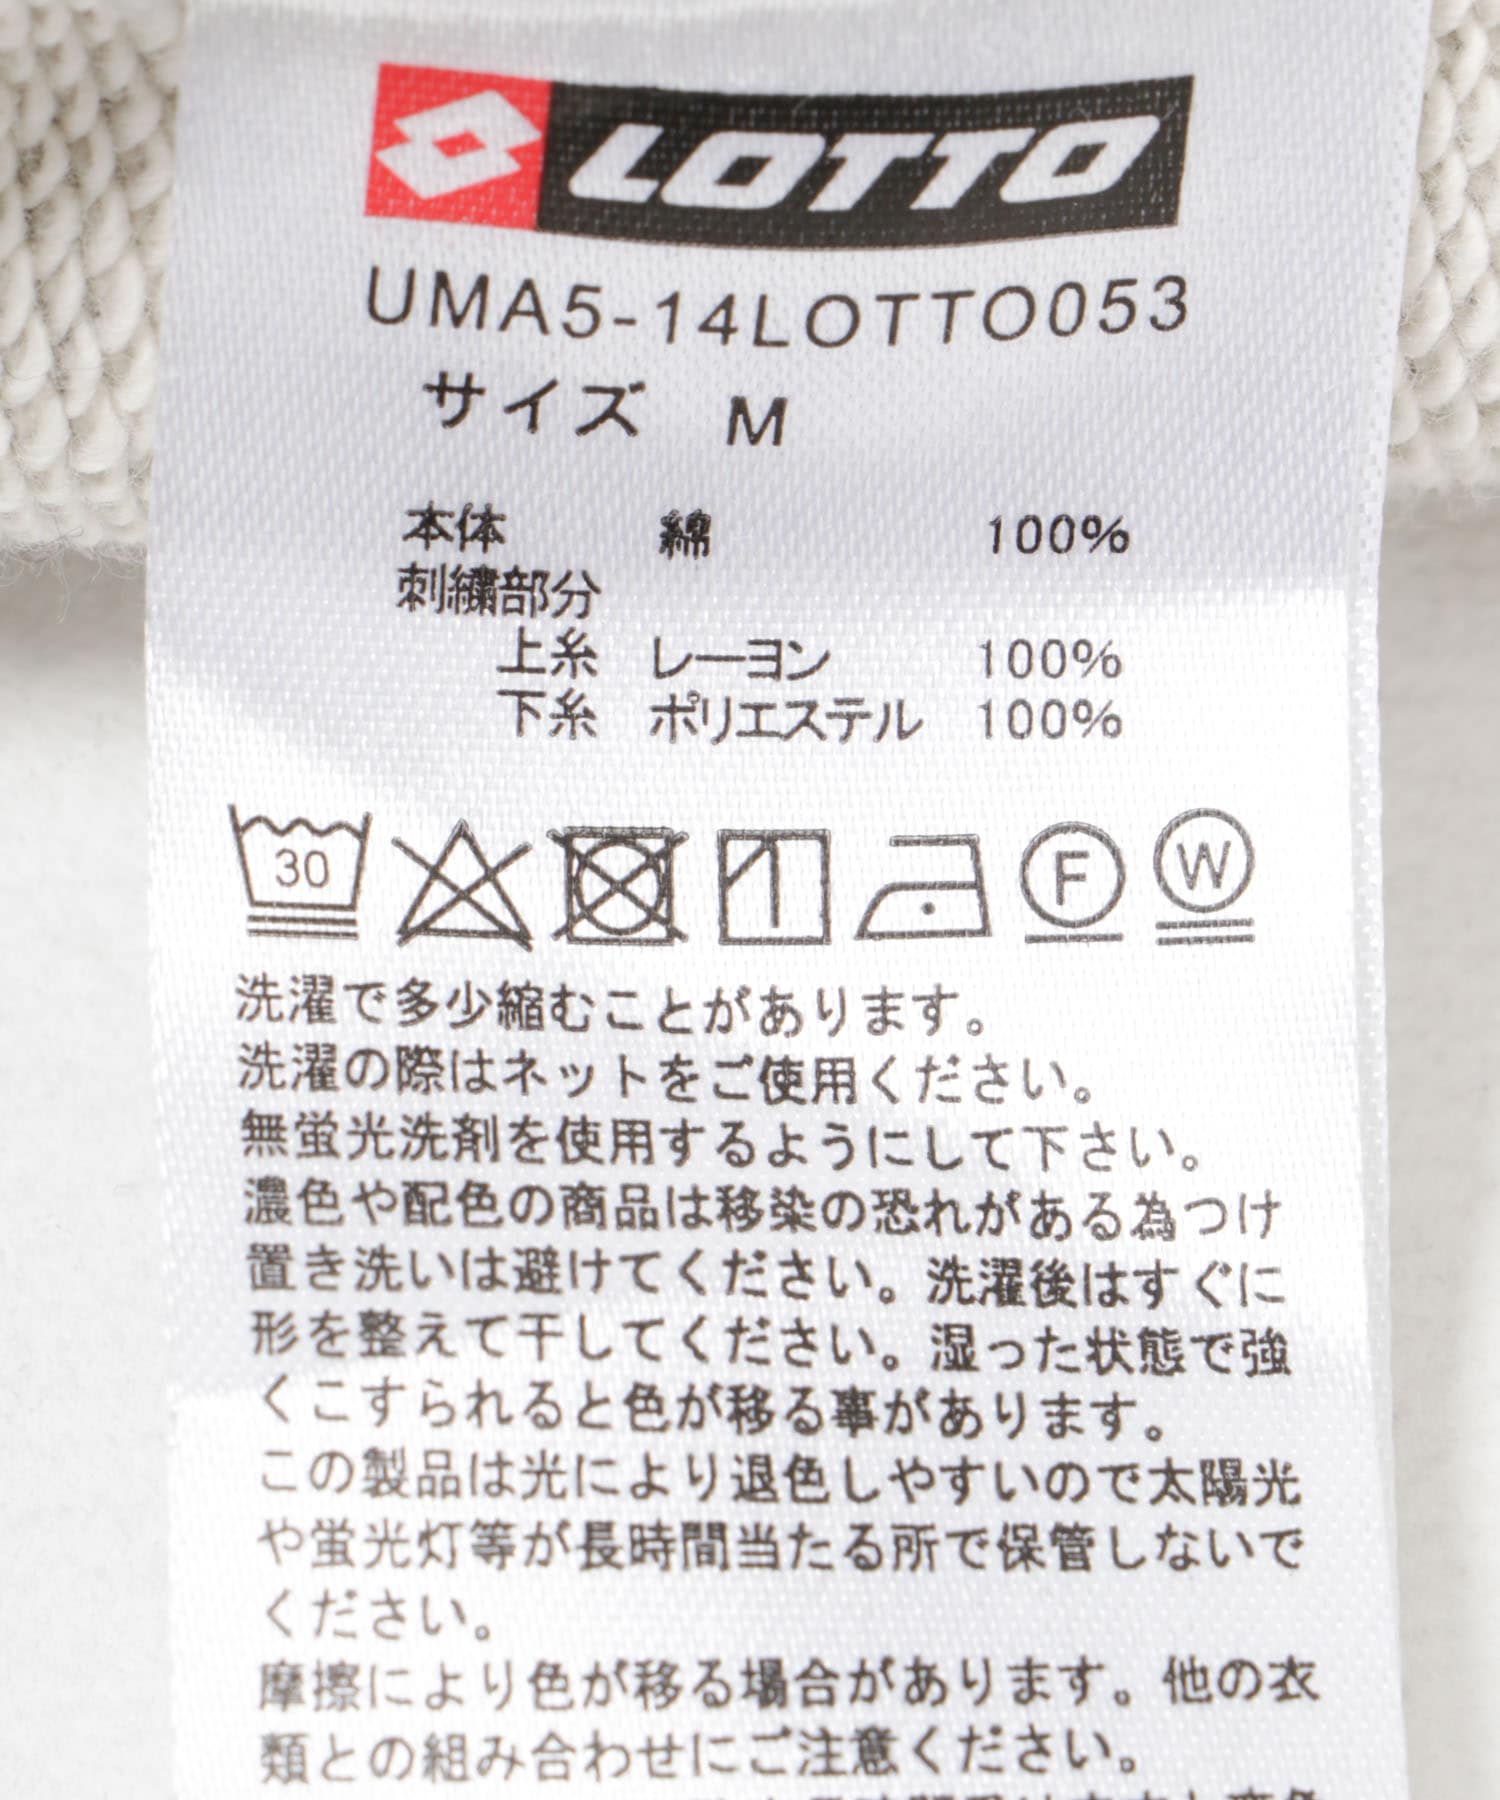 LOTTO
UMA5-14LOTTO053
サイズ M
本体 綿 100%
刺繍部分
上糸 レーヨン 100%
下糸 ポリエステル 100%
30 F W
洗濯で多少縮むことがあります。
洗濯の際はネットをご使用ください。
無蛍光洗剤を使用するようにして下さい。
濃色や配色の商品は移染の恐れがある為つけ
置き洗いは避けてください。洗濯後はすぐに
形を整えて干してください。湿った状態で強
くこすられると色が移る事があります。
この製品は光により退色しやすいので太陽光
や蛍光灯等が長時間当たる所で保管しないで
ください。
摩擦により色が移る場合があります。他の衣
類との組み合わせにご注意ください。